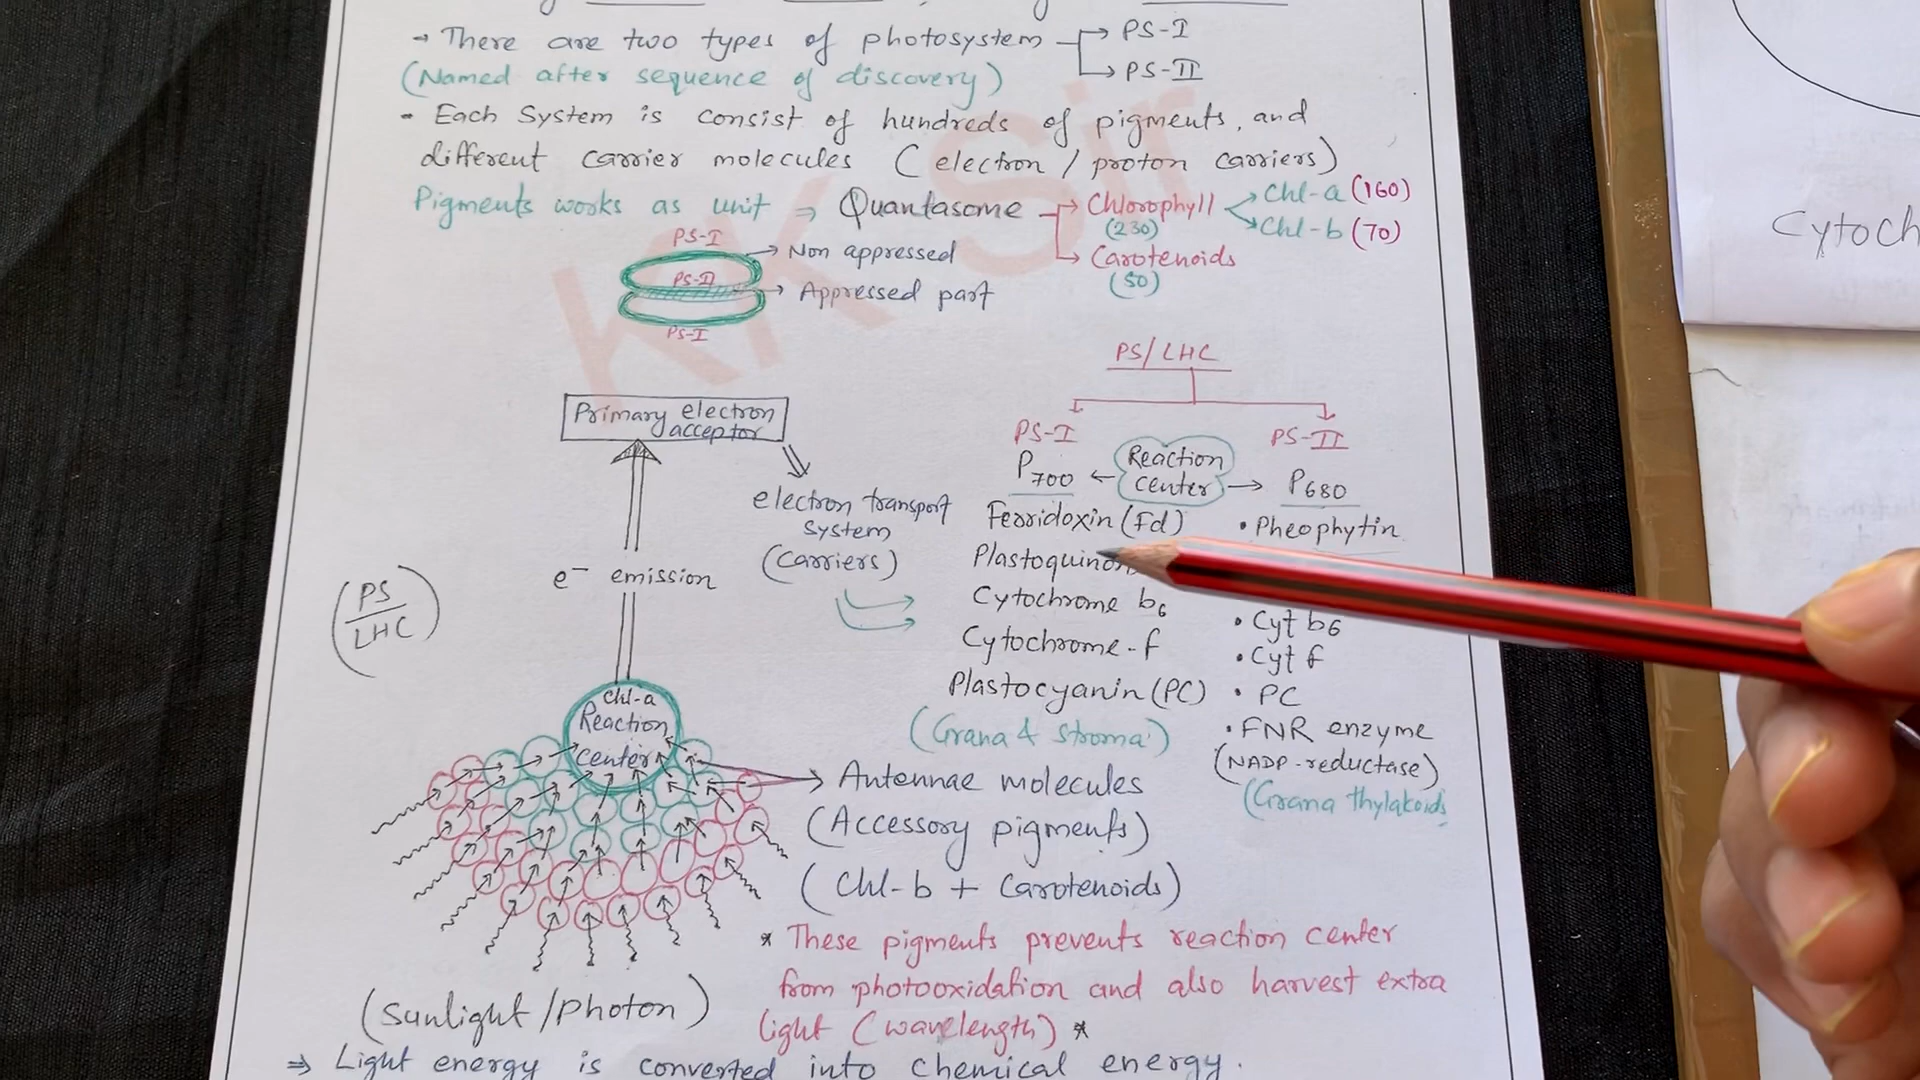 → There are two types of photosystem → PS-I
→ PS-II
(Named after sequence of discovery)
- Each System is consist of hundreds of pigments, and
different carrier molecules (electron / proton carriers)
Pigments works as unit ⇒ Quantasome → Chlorophyll → Chl-a (160)
(230) → Chl-b (70)
→ Carotenoids
(50)
PS-I
→ Non appressed
PS-II
→ Appressed part
PS-I
KK Sir
Cytoch
PS/LHC
PS-I
PS-II
P700 ← Reaction center → P680
Primary electron
acceptor
electron transport
system
(Carriers)
e⁻ emission
(PS/LHC)
Ferridoxin (Fd)
Cytochrome b6
Cytochrome-f
Plastocyanin (PC)
(Grana & Stroma)
• Pheophytin
• Cyt b6
• Cyt f
• PC
• FNR enzyme
(NADP-reductase)
(Grana thylakoids
Chl-a
Reaction
center
→ Antennae molecules
(Accessory pigments)
(Chl-b + Carotenoids)
* These pigments prevents reaction center
from photooxidation and also harvest extra
light (wavelength) *
(Sunlight/Photon)
⇒ Light energy is converted into chemical energy.